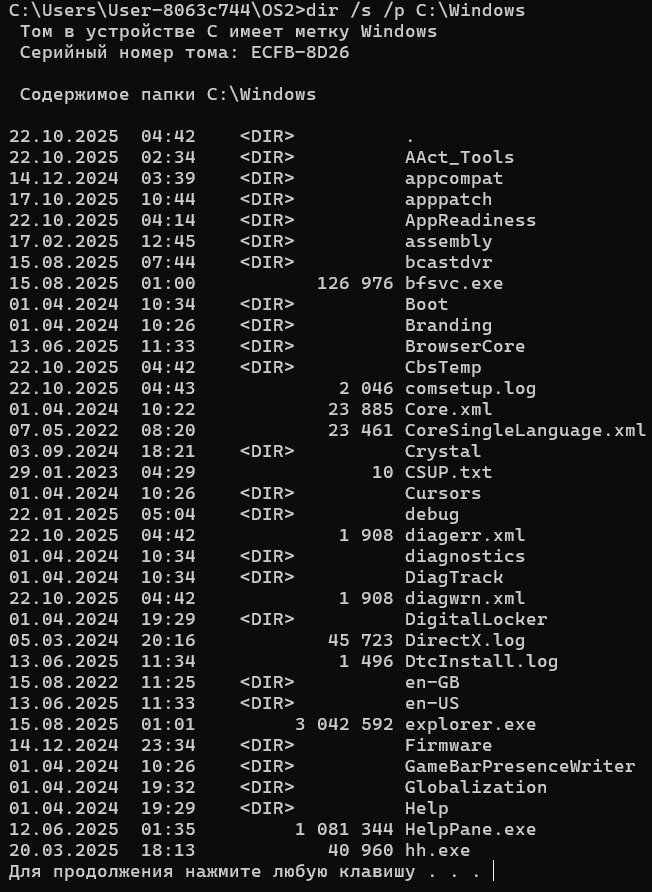 C:\Users\User-8063c744\OS2>dir /s /p C:\Windows
 Том в устройстве C имеет метку Windows
 Серийный номер тома: ECFB-8D26

 Содержимое папки C:\Windows

22.10.2025  04:42    <DIR>          .
22.10.2025  02:34    <DIR>          AAct_Tools
14.12.2024  03:39    <DIR>          appcompat
17.10.2025  10:44    <DIR>          apppatch
22.10.2025  04:14    <DIR>          AppReadiness
17.02.2025  12:45    <DIR>          assembly
15.08.2025  07:44    <DIR>          bcastdvr
15.08.2025  01:00           126 976 bfsvc.exe
01.04.2024  10:34    <DIR>          Boot
01.04.2024  10:26    <DIR>          Branding
13.06.2025  11:33    <DIR>          BrowserCore
22.10.2025  04:42    <DIR>          CbsTemp
22.10.2025  04:43             2 046 comsetup.log
01.04.2024  10:22            23 885 Core.xml
07.05.2022  08:20            23 461 CoreSingleLanguage.xml
03.09.2024  18:21    <DIR>          Crystal
29.01.2023  04:29                10 CSUP.txt
01.04.2024  10:26    <DIR>          Cursors
22.01.2025  05:04    <DIR>          debug
22.10.2025  04:42             1 908 diagerr.xml
01.04.2024  10:34    <DIR>          diagnostics
01.04.2024  10:34    <DIR>          DiagTrack
22.10.2025  04:42             1 908 diagwrn.xml
01.04.2024  19:29    <DIR>          DigitalLocker
05.03.2024  20:16            45 723 DirectX.log
13.06.2025  11:34             1 496 DtcInstall.log
15.08.2022  11:25    <DIR>          en-GB
13.06.2025  11:33    <DIR>          en-US
15.08.2025  01:01         3 042 592 explorer.exe
14.12.2024  23:34    <DIR>          Firmware
01.04.2024  10:26    <DIR>          GameBarPresenceWriter
01.04.2024  19:32    <DIR>          Globalization
01.04.2024  19:29    <DIR>          Help
12.06.2025  01:35         1 081 344 HelpPane.exe
20.03.2025  18:13            40 960 hh.exe
Для продолжения нажмите любую клавишу . . .